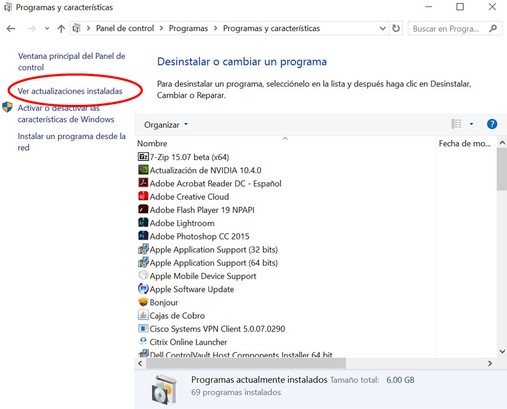 Programas y características
Panel de control > Programas > Programas y características
Buscar en Program...
Ventana principal del Panel de
control
Ver actualizaciones instaladas
Activar o desactivar las
características de Windows
Instalar un programa desde la
red
Desinstalar o cambiar un programa
Para desinstalar un programa, selecciónelo en la lista y después haga clic en Desinstalar,
Cambiar o Reparar.
Organizar
Nombre
Fecha de mo...
7-Zip 15.07 beta (x64)
Actualización de NVIDIA 10.4.0
Adobe Acrobat Reader DC - Español
Adobe Creative Cloud
Adobe Flash Player 19 NPAPI
Adobe Lightroom
Adobe Photoshop CC 2015
Apple Application Support (32 bits)
Apple Application Support (64 bits)
Apple Mobile Device Support
Apple Software Update
Bonjour
Cajas de Cobro
Cisco Systems VPN Client 5.0.07.0290
Citrix Online Launcher
Dell ControlVault Host Components Installer 64 bit
Programas actualmente instalados Tamaño total: 6.00 GB
69 programas instalados